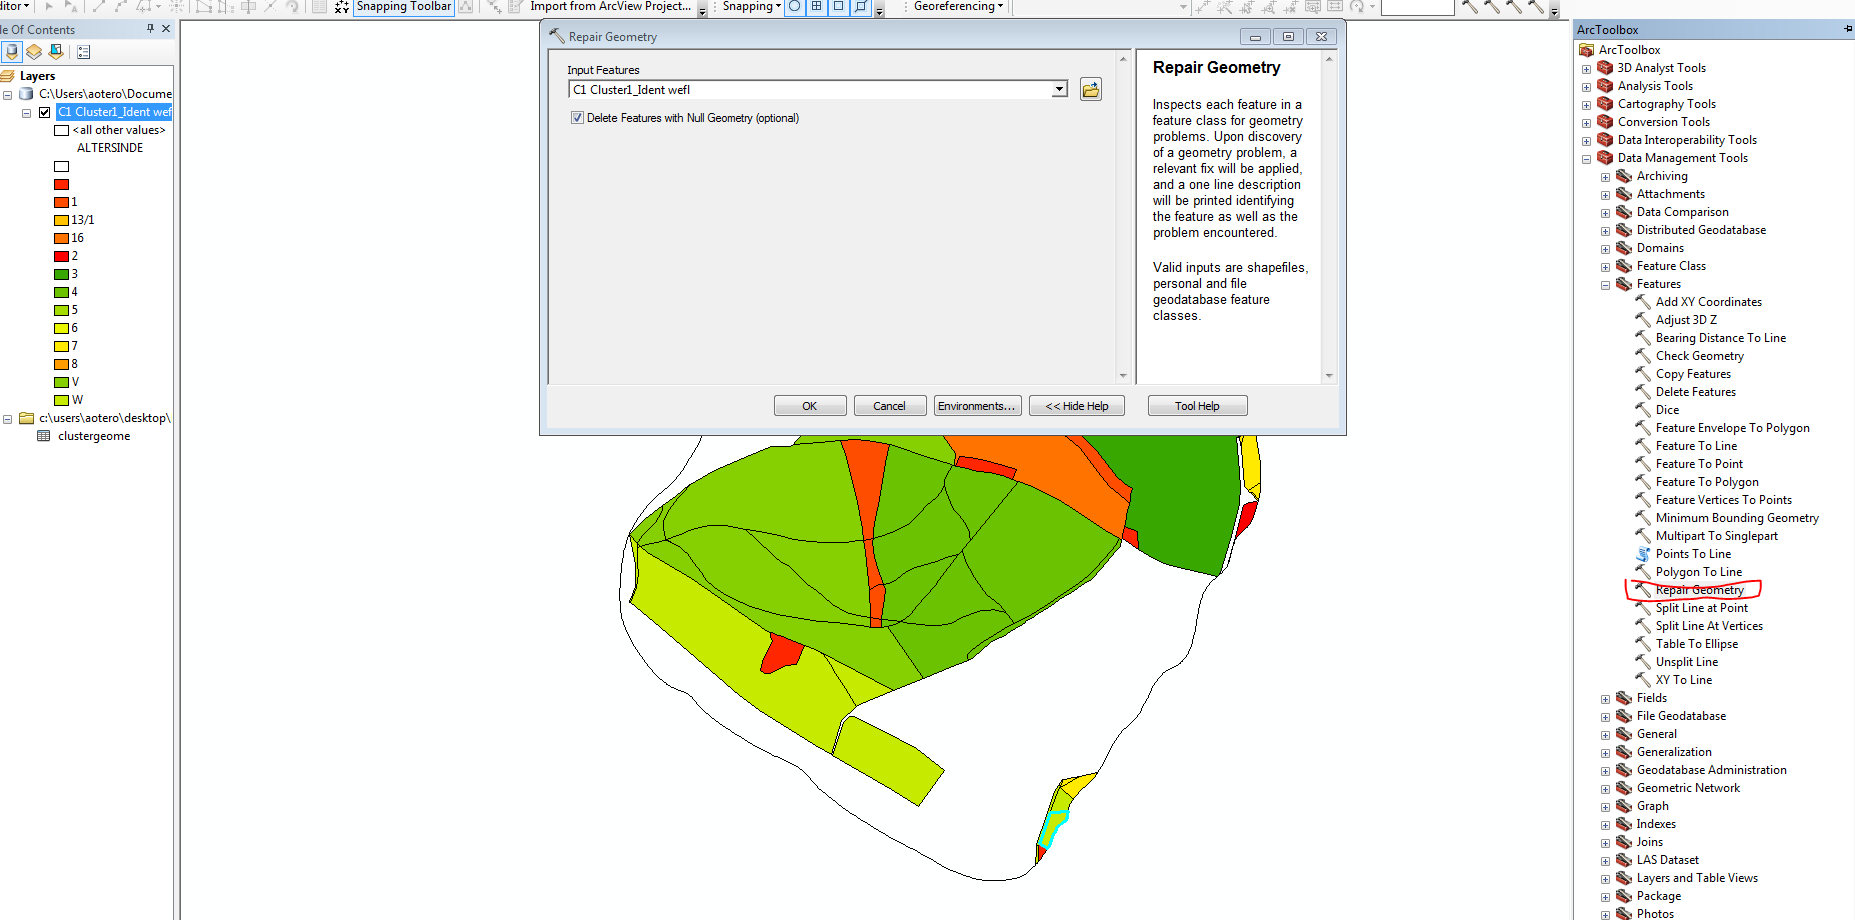 ditor
Snapping Toolbar
Import from ArcView Project...
Snapping
Georeferencing
le Of Contents
Layers
C:\Users\aotero\Docume
C1 Cluster1_Ident wef
<all other values>
ALTERSINDE
1
13/1
16
2
3
4
5
6
7
8
V
W
c:\users\aotero\desktop\
clustergeome
Repair Geometry
Input Features
C1 Cluster1_Ident wefl
Delete Features with Null Geometry (optional)
OK
Cancel
Environments...
<< Hide Help
Tool Help
Repair Geometry
Inspects each feature in a
feature class for geometry
problems. Upon discovery
of a geometry problem, a
relevant fix will be applied,
and a one line description
will be printed identifying
the feature as well as the
problem encountered.
Valid inputs are shapefiles,
personal and file
geodatabase feature
classes.
ArcToolbox
ArcToolbox
3D Analyst Tools
Analysis Tools
Cartography Tools
Conversion Tools
Data Interoperability Tools
Data Management Tools
Archiving
Attachments
Data Comparison
Distributed Geodatabase
Domains
Feature Class
Features
Add XY Coordinates
Adjust 3D Z
Bearing Distance To Line
Check Geometry
Copy Features
Delete Features
Dice
Feature Envelope To Polygon
Feature To Line
Feature To Point
Feature To Polygon
Feature Vertices To Points
Minimum Bounding Geometry
Multipart To Singlepart
Points To Line
Polygon To Line
Repair Geometry
Split Line at Point
Split Line At Vertices
Table To Ellipse
Unsplit Line
XY To Line
Fields
File Geodatabase
General
Generalization
Geodatabase Administration
Geometric Network
Graph
Indexes
Joins
LAS Dataset
Layers and Table Views
Package
Photos